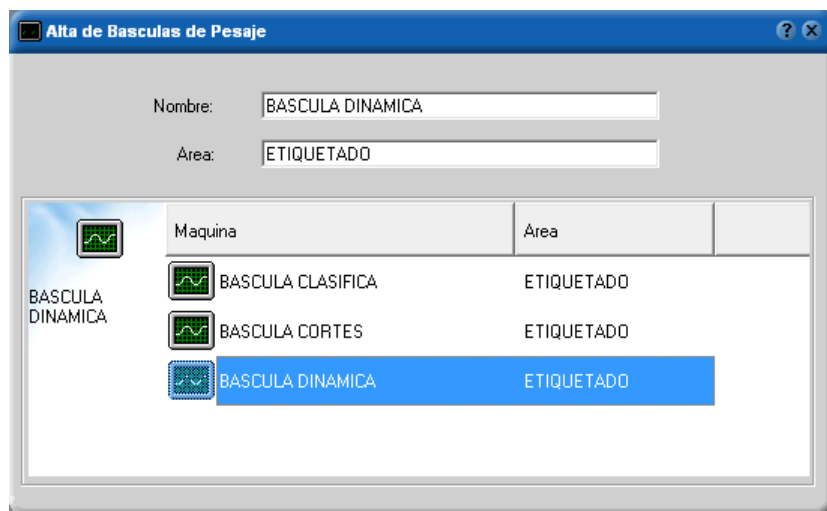 Alta de Basculas de Pesaje
Nombre: BASCULA DINAMICA
Area: ETIQUETADO
Maquina Area
BASCULA DINAMICA
BASCULA CLASIFICA ETIQUETADO
BASCULA CORTES ETIQUETADO
BASCULA DINAMICA ETIQUETADO